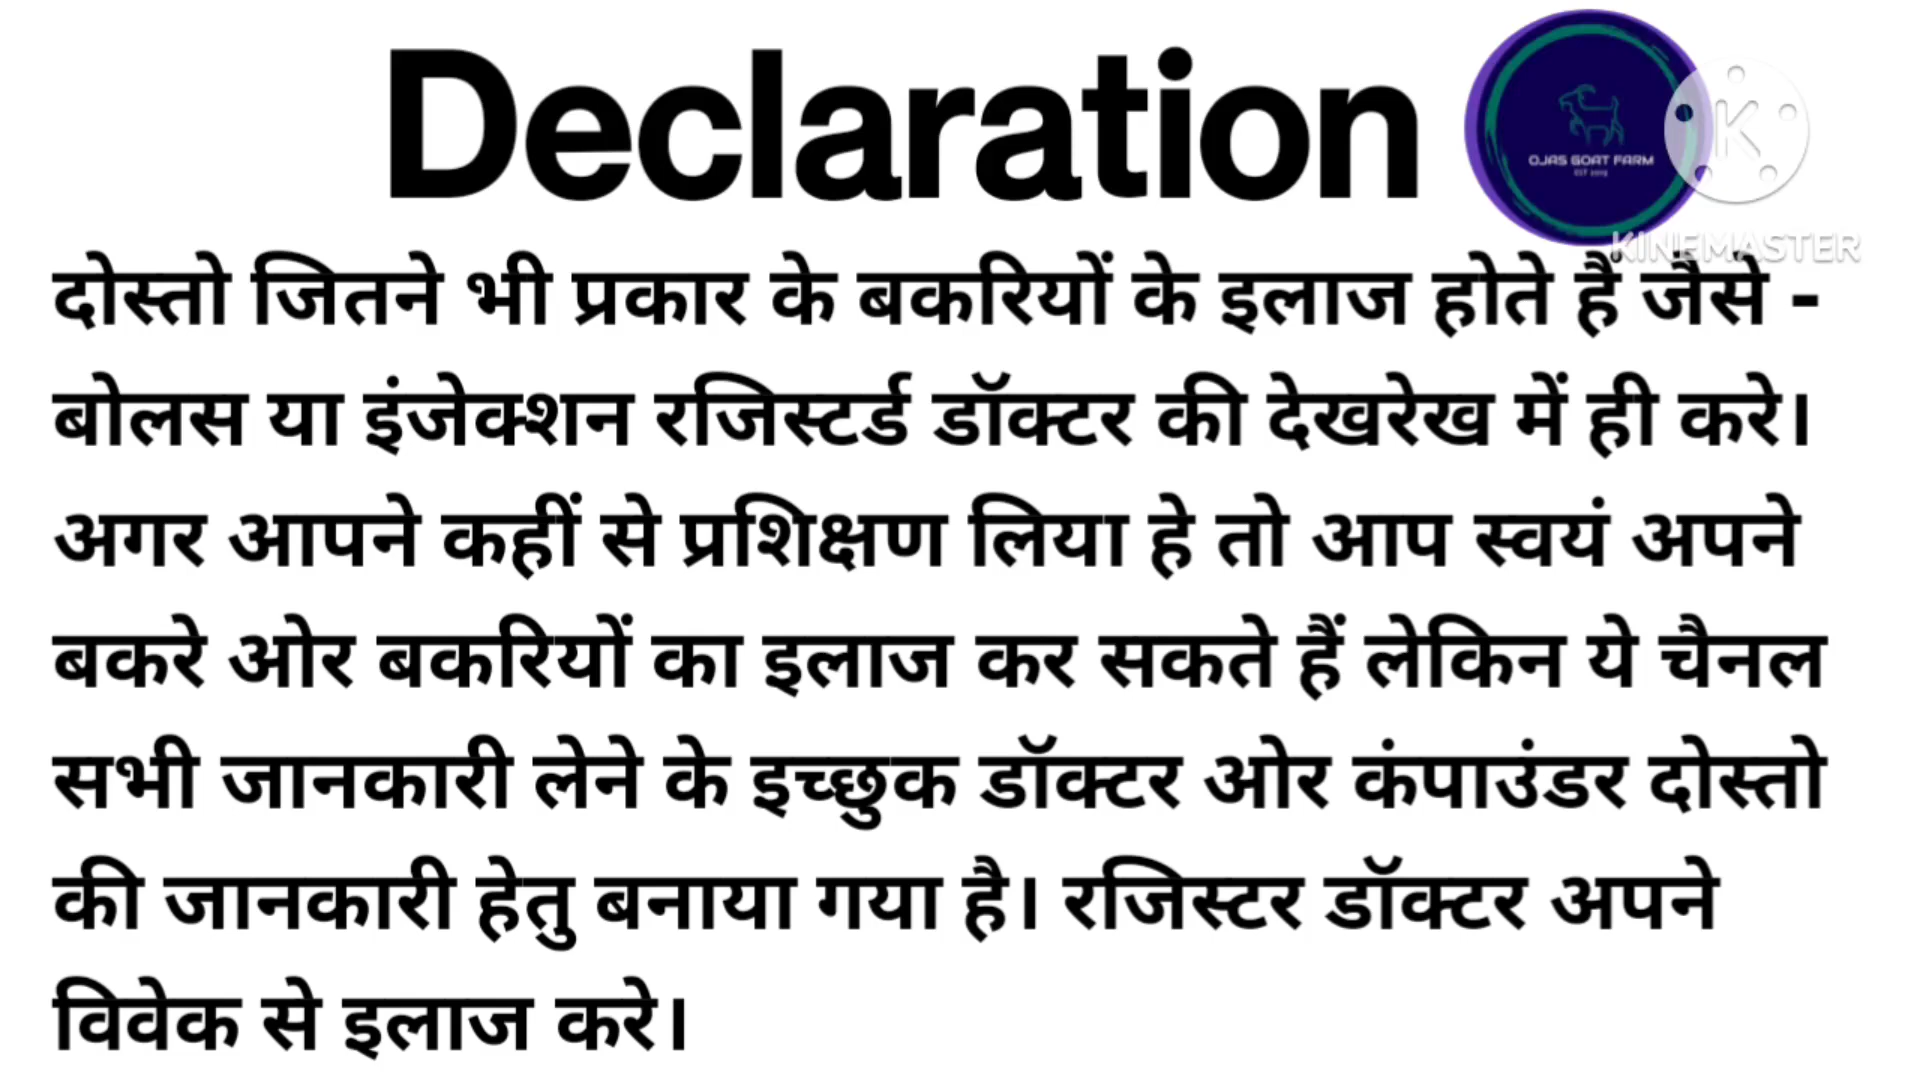 Declaration
OJAS GOAT FARM
K
KINEMASTER
दोस्तो जितने भी प्रकार के बकरियों के इलाज होते हैं जैसे -
बोलस या इंजेक्शन रजिस्टर्ड डॉक्टर की देखरेख में ही करे।
अगर आपने कहीं से प्रशिक्षण लिया हे तो आप स्वयं अपने
बकरे ओर बकरियों का इलाज कर सकते हैं लेकिन ये चैनल
सभी जानकारी लेने के इच्छुक डॉक्टर ओर कंपाउंडर दोस्तो
की जानकारी हेतु बनाया गया है। रजिस्टर डॉक्टर अपने
विवेक से इलाज करे।